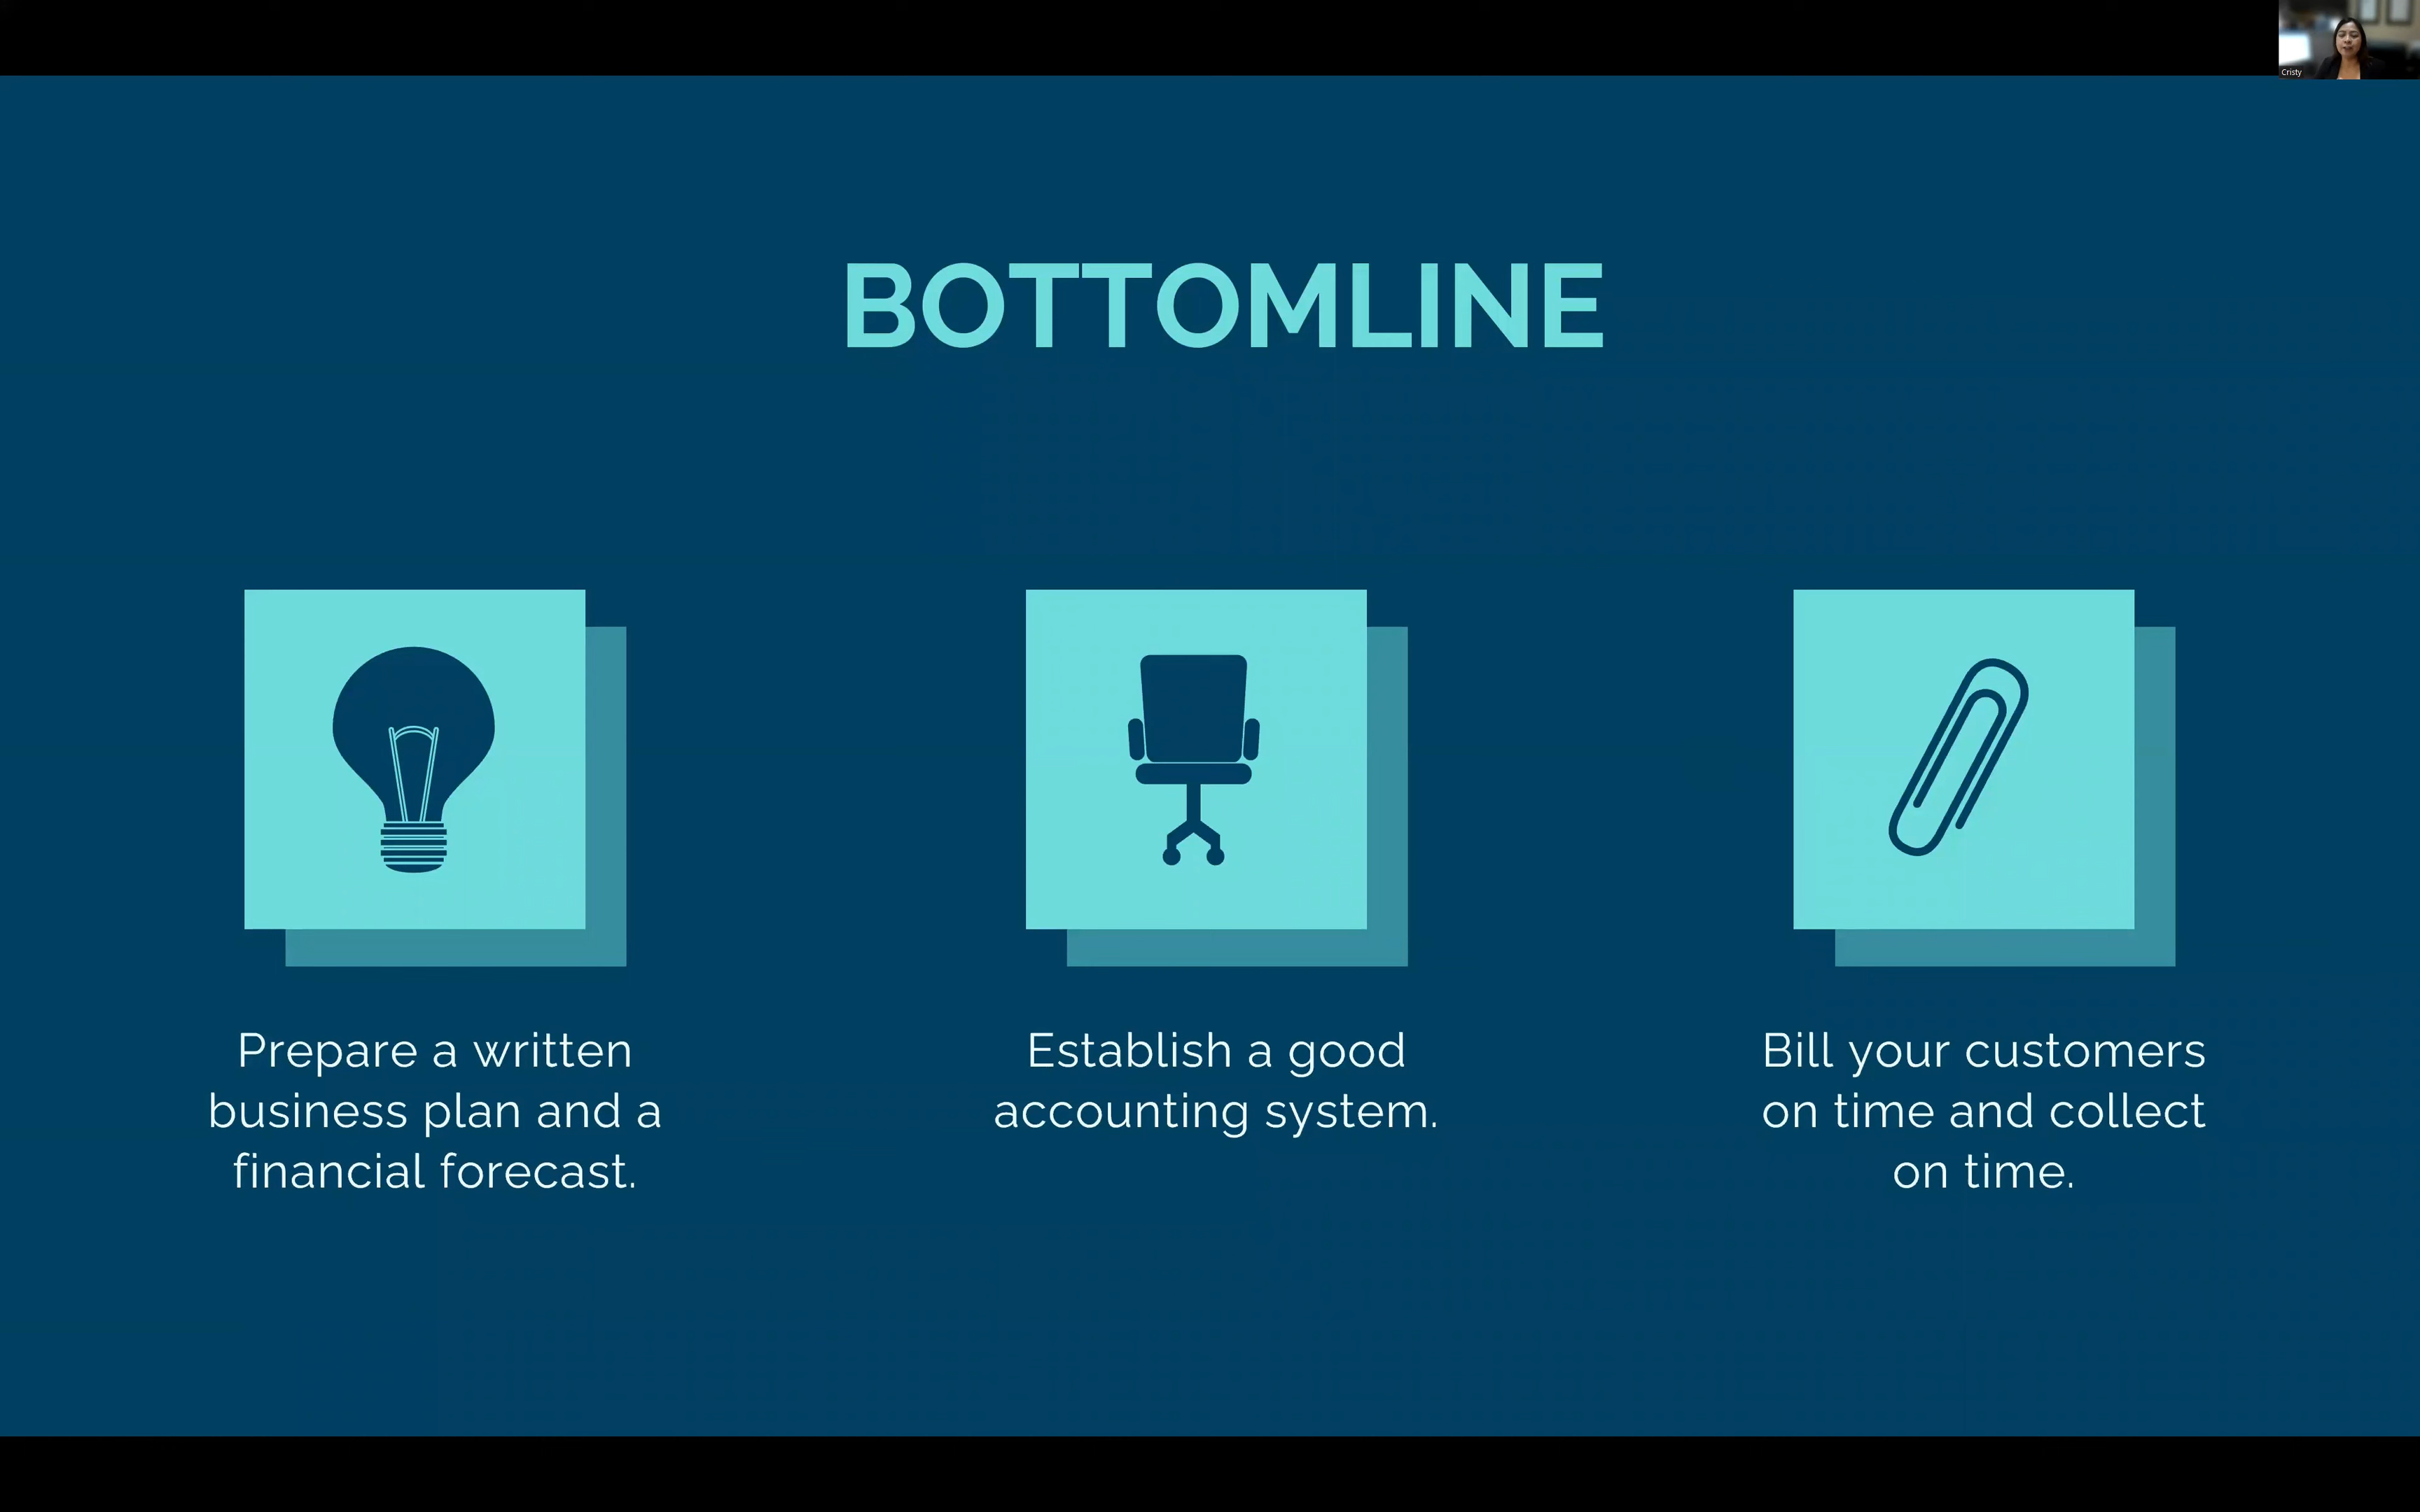 Cristy
BOTTOMLINE
Prepare a written
business plan and a
financial forecast.
Establish a good
accounting system.
Bill your customers
on time and collect
on time.